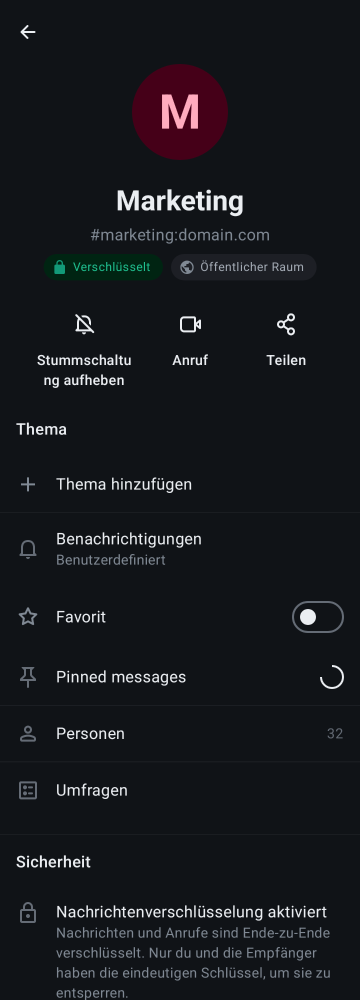 M
Marketing
#marketing:domain.com
Verschlüsselt
Öffentlicher Raum
Stummschaltu
ng aufheben
Anruf
Teilen
Thema
Thema hinzufügen
Benachrichtigungen
Benutzerdefiniert
Favorit
Pinned messages
Personen
32
Umfragen
Sicherheit
Nachrichtenverschlüsselung aktiviert
Nachrichten und Anrufe sind Ende-zu-Ende
verschlüsselt. Nur du und die Empfänger
haben die eindeutigen Schlüssel, um sie zu
entsperren.